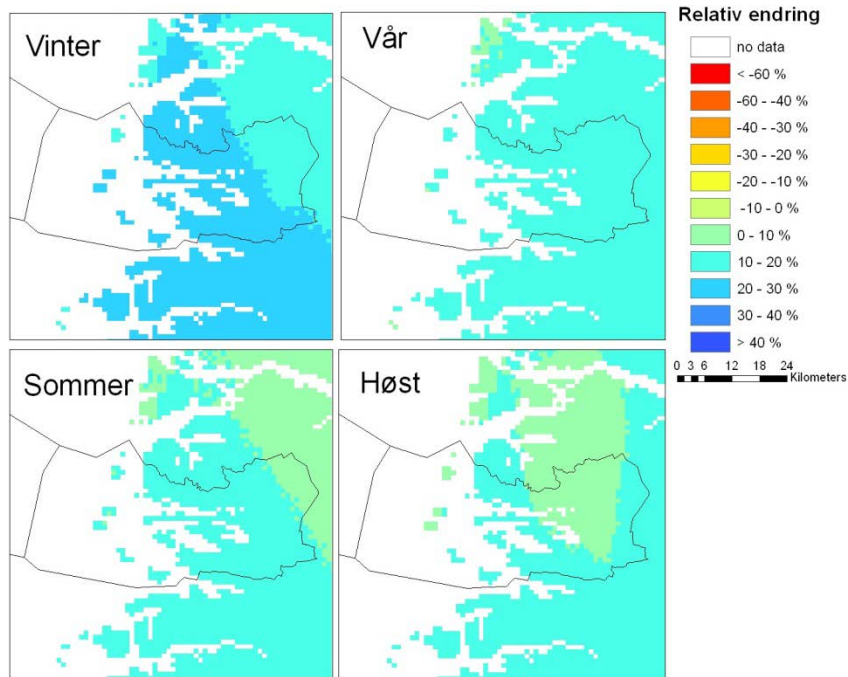 Vinter
Vår
Sommer
Høst
Relativ endring
no data
< -60 %
-60 - -40 %
-40 - -30 %
-30 - -20 %
-20 - -10 %
-10 - 0 %
0 - 10 %
10 - 20 %
20 - 30 %
30 - 40 %
> 40 %
0 3 6 12 18 24
Kilometers